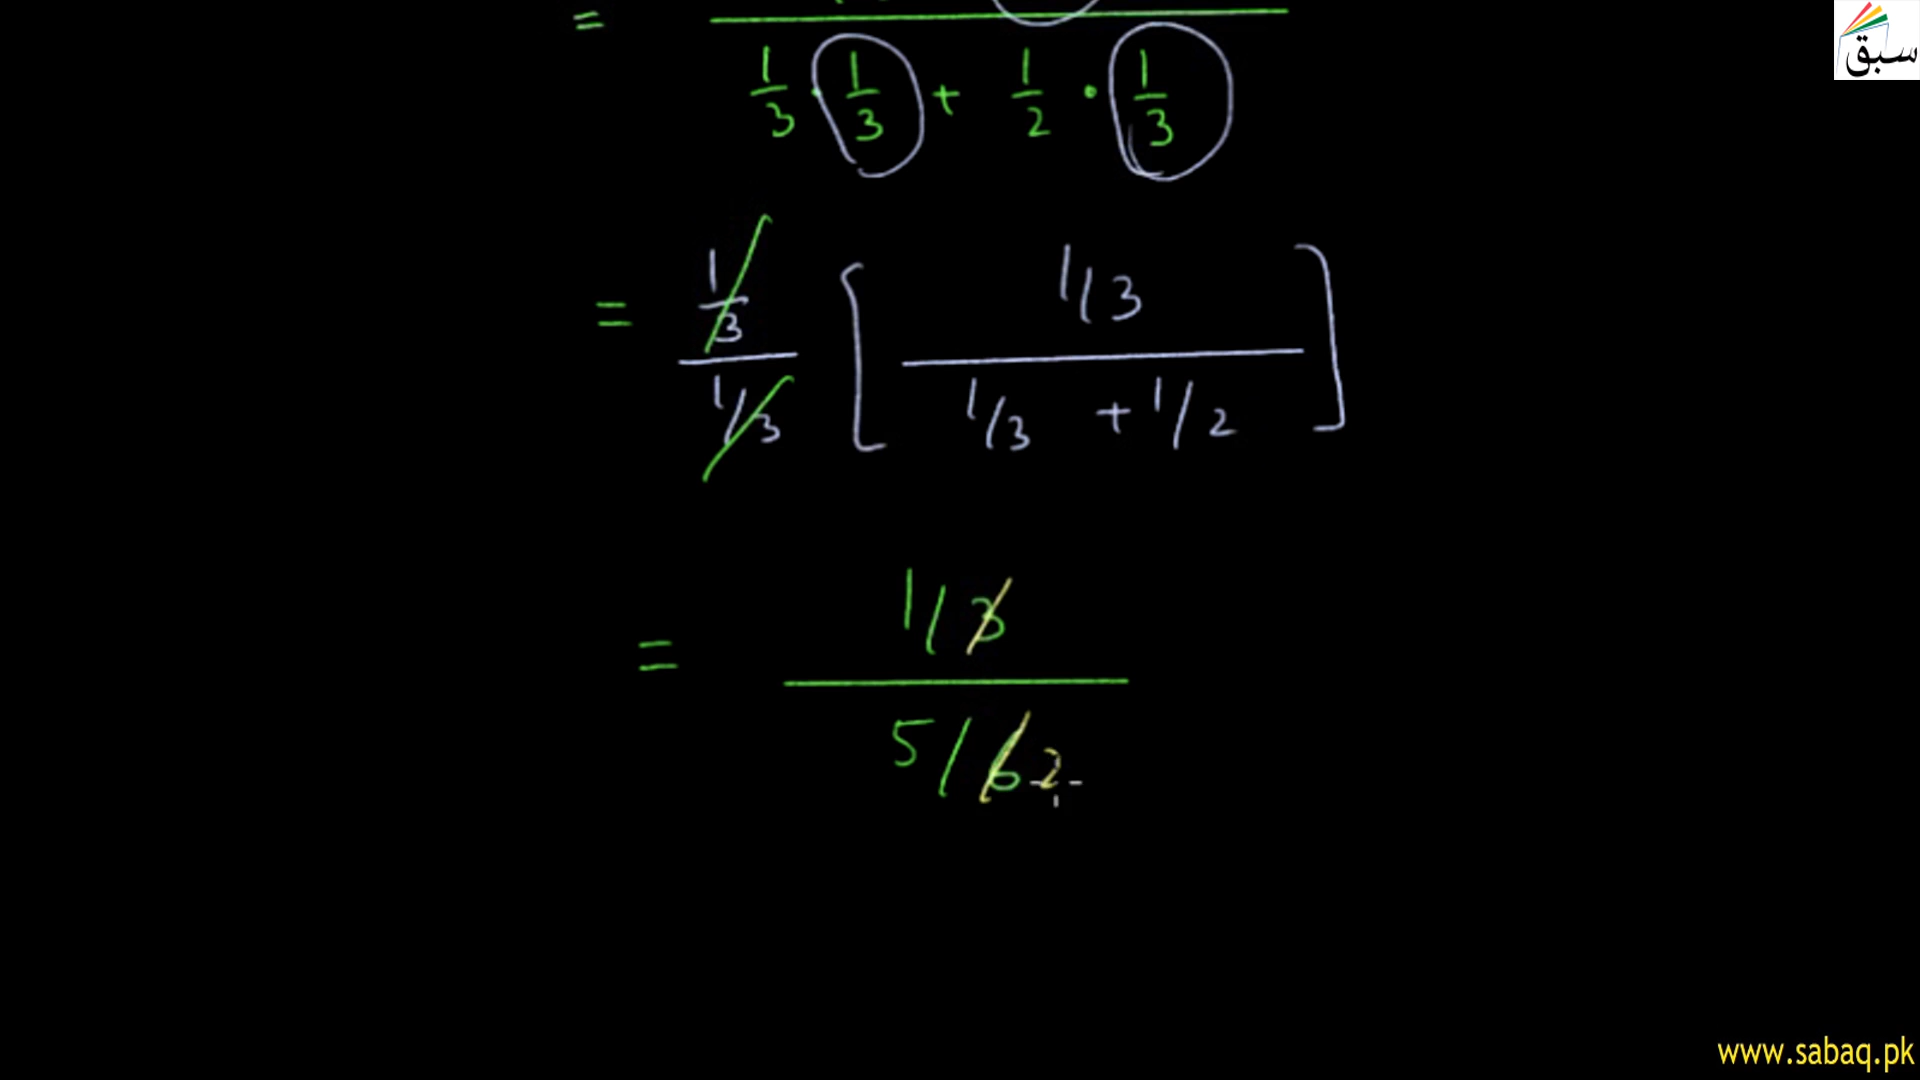 سبق
=
1/3 · 1/3 + 1/2 · 1/3
= (1/3)/(1/3) [ (1/3)/(1/3 + 1/2) ]
= (1/3)/(5/6) 2
www.sabaq.pk